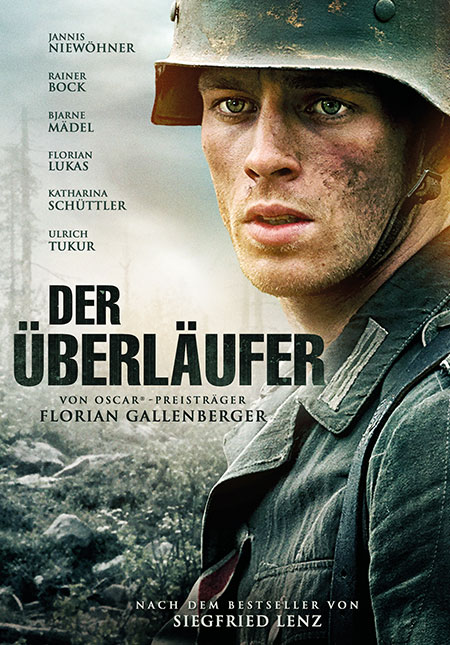 JANNIS
NIEWÖHNER
RAINER
BOCK
BJARNE
MÄDEL
FLORIAN
LUKAS
KATHARINA
SCHÜTTLER
ULRICH
TUKUR
DER
ÜBERLÄUFER
VON OSCAR®-PREISTRÄGER
FLORIAN GALLENBERGER
NACH DEM BESTSELLER VON
SIEGFRIED LENZ